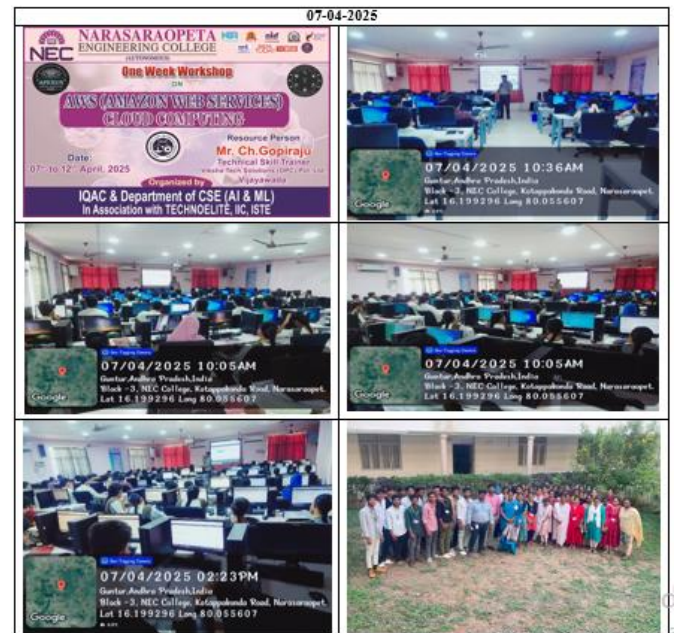 07-04-2025
NARASARAOPETA
ENGINEERING COLLEGE
NEC
(AUTONOMOUS)
One Week Workshop
ON
AWS (AMAZON WEB SERVICES)
CLOUD COMPUTING
Resource Person
Mr. Ch.Gopiraju
Technical Skill Trainer
Tech Solutions (OPC) Pvt. Ltd
Vijayawada
Date:
07th to 12th April, 2025
Organized by
IQAC & Department of CSE (AI & ML)
In Association with TECHNOELITE, IIC, ISTE
07/04/2025 10:36AM
Guntur,Andhra Pradesh,India
Block -3, NEC College, Kotappakonda Road, Narasaraopet.
Lat 16.199296 Long 80.055607
Google
07/04/2025 10:05AM
Guntur,Andhra Pradesh,India
Block -3, NEC College, Kotappakonda Road, Narasaraopet.
Lat 16.199296 Long 80.055607
Google
07/04/2025 10:05AM
Guntur,Andhra Pradesh,India
Block -3, NEC College, Kotappakonda Road, Narasaraopet.
Lat 16.199296 Long 80.055607
Google
07/04/2025 02:23PM
Guntur,Andhra Pradesh,India
Block -3, NEC College, Kotappakonda Road, Narasaraopet.
Lat 16.199296 Long 80.055607
Google